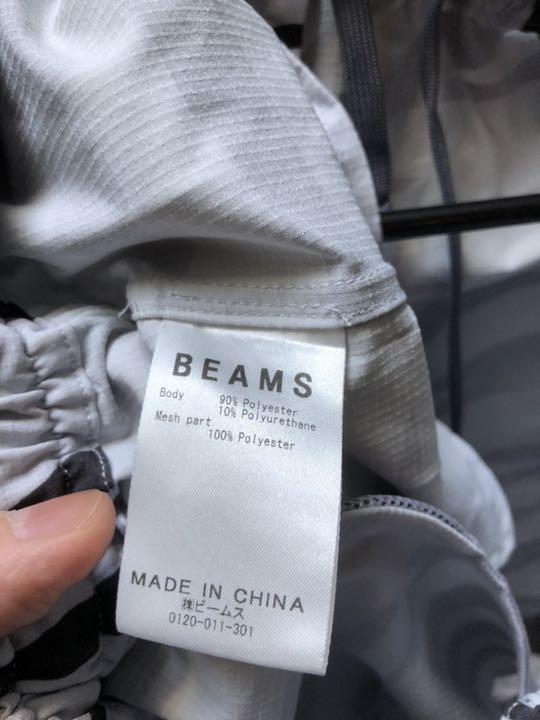 BEAMS
Body 90% Polyester
10% Polyurethane
Mesh part
100% Polyester
MADE IN CHINA
㈱ビームス
0120-011-301